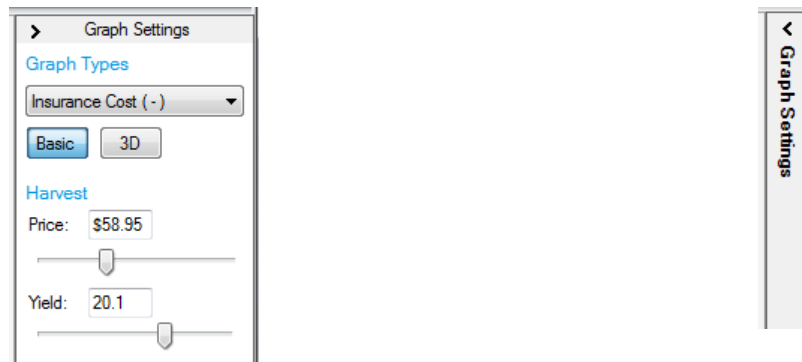 Graph Settings
Graph Types
Insurance Cost ( - )
Basic 3D
Harvest
Price: $58.95
Yield: 20.1
Graph Settings